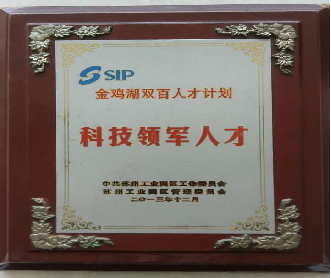 SIP
金鸡湖双百人才计划
科技领军人才
中共苏州工业园区工作委员会
苏州工业园区管理委员会
二〇一三年十二月